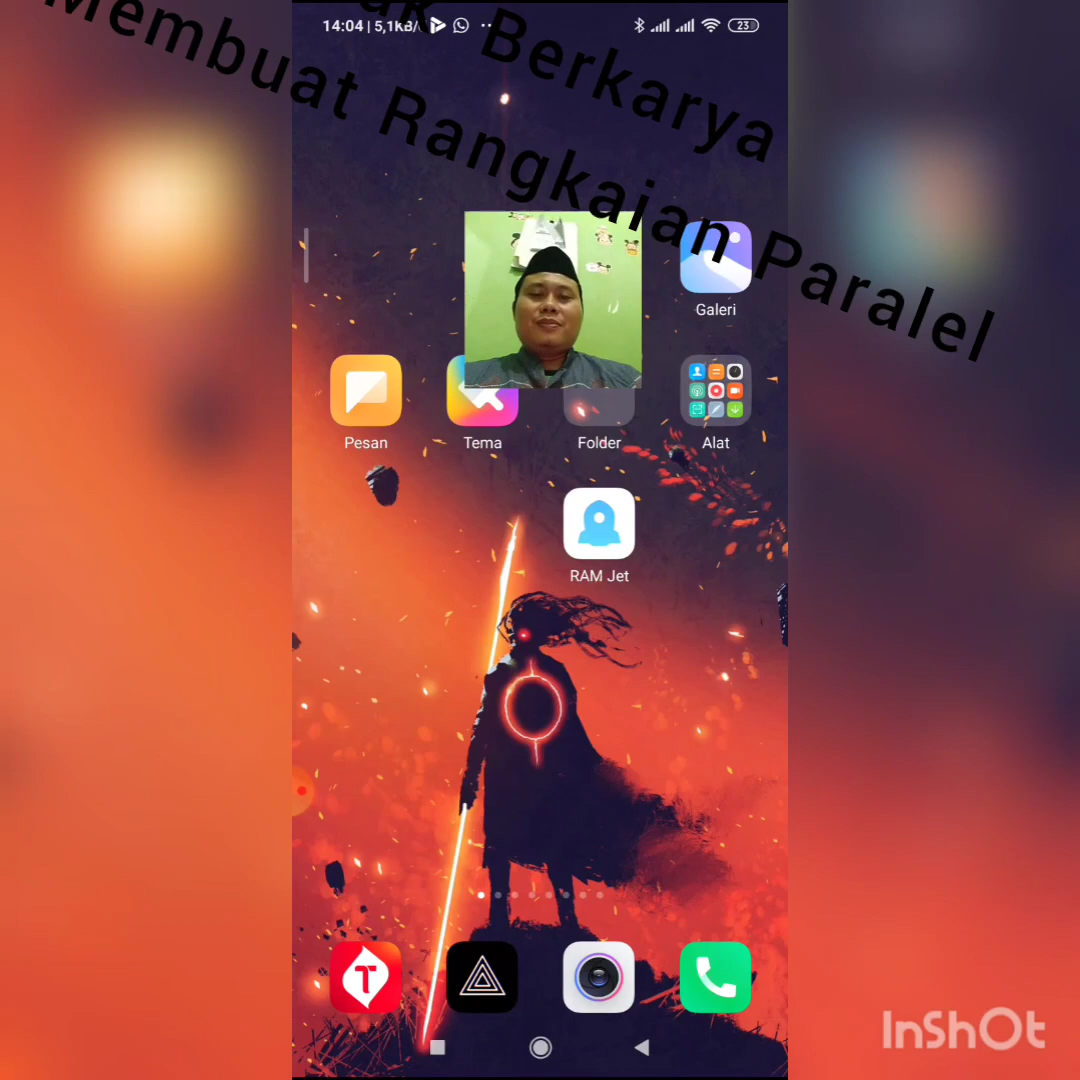 Berkarya
Membuat Rangkaian Paralel
14:04 | 5,1KB/
23
Galeri
Pesan
Tema
Folder
Alat
RAM Jet
T
InShOt